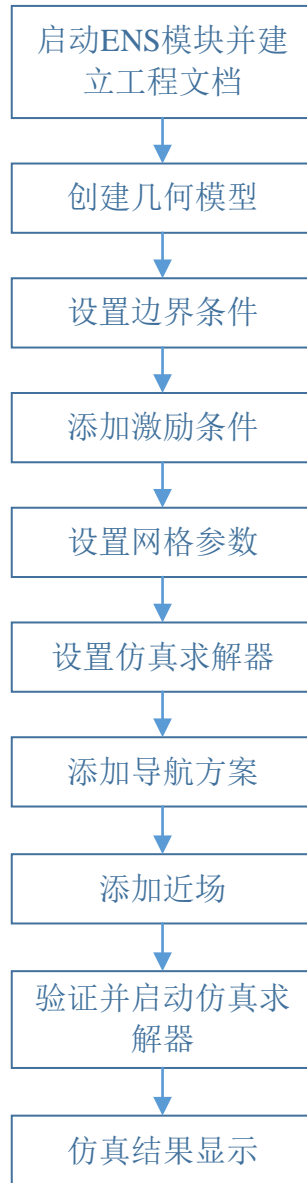 启动ENS模块并建
立工程文档
创建几何模型
设置边界条件
添加激励条件
设置网格参数
设置仿真求解器
添加导航方案
添加近场
验证并启动仿真求
解器
仿真结果显示